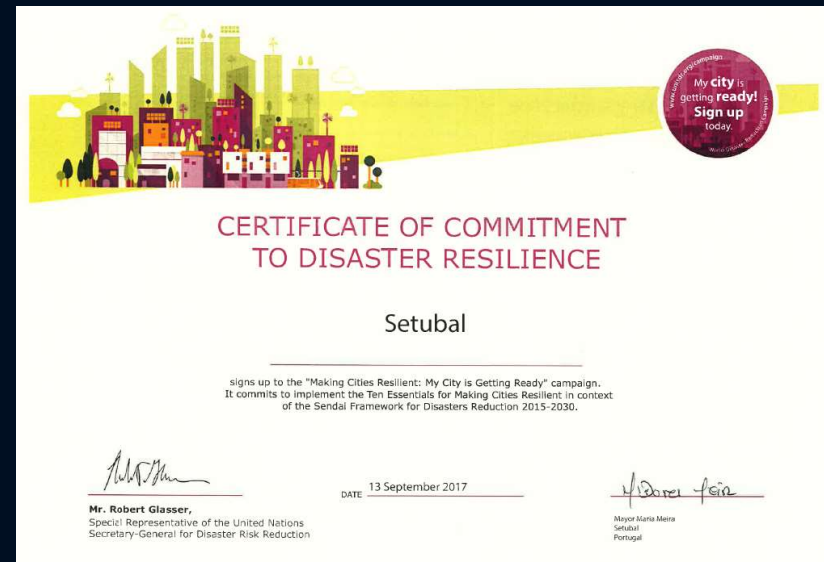 My city is
getting ready!
Sign up
today.
CERTIFICATE OF COMMITMENT
TO DISASTER RESILIENCE
Setubal
signs up to the "Making Cities Resilient: My City is Getting Ready" campaign.
It commits to implement the Ten Essentials for Making Cities Resilient in context
of the Sendai Framework for Disasters Reduction 2015-2030.
DATE 13 September 2017
Mr. Robert Glasser,
Special Representative of the United Nations
Secretary-General for Disaster Risk Reduction
Mayor Maria Meira
Setubal
Portugal